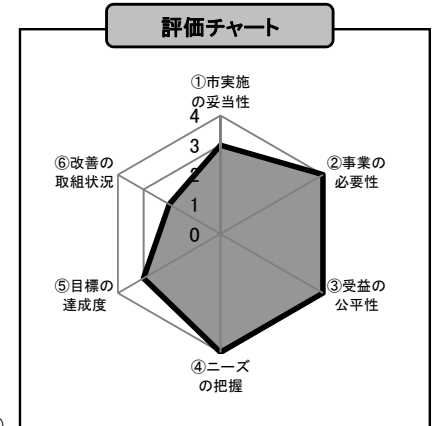 評価チャート
①市実施
の妥当性
4
3
2
1
0
②事業の
必要性
③受益の
公平性
④ニーズ
の把握
⑤目標の
達成度
⑥改善の
取組状況